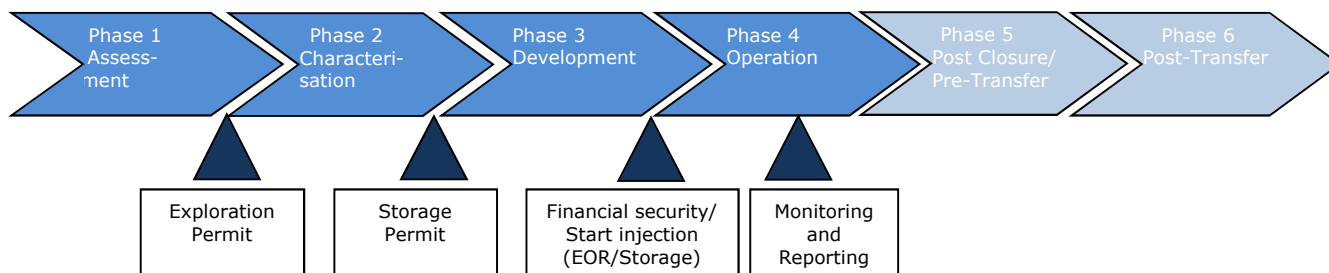 Phase 1
Assess-
ment
Phase 2
Characteri-
sation
Phase 3
Development
Phase 4
Operation
Phase 5
Post Closure/
Pre-Transfer
Phase 6
Post-Transfer
Exploration
Permit
Storage
Permit
Financial security/
Start injection
(EOR/Storage)
Monitoring
and
Reporting